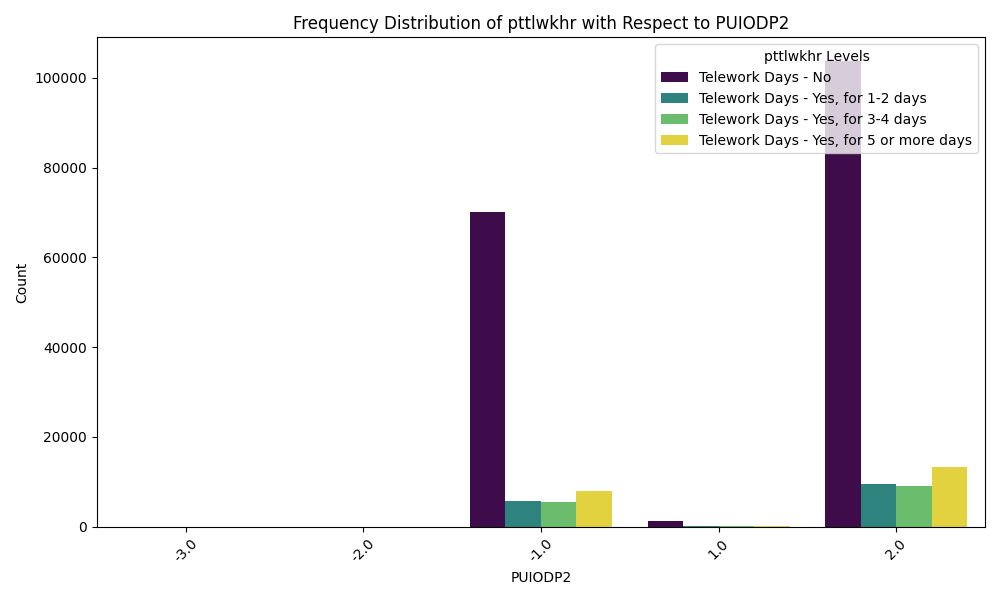 Frequency Distribution of pttlwkhr with Respect to PUIODP2
pttlwkhr Levels
Telework Days - No
Telework Days - Yes, for 1-2 days
Telework Days - Yes, for 3-4 days
Telework Days - Yes, for 5 or more days
100000
80000
60000
40000
20000
0
Count
-3.0
-2.0
-1.0
1.0
2.0
PUIODP2